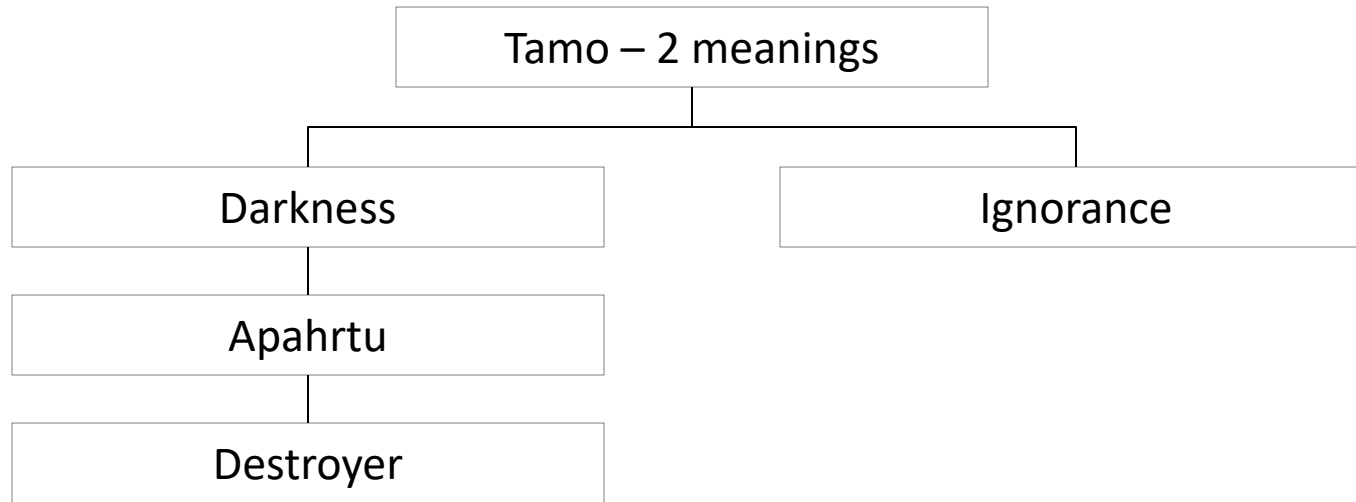 Tamo – 2 meanings
Darkness
Ignorance
Apahrtu
Destroyer